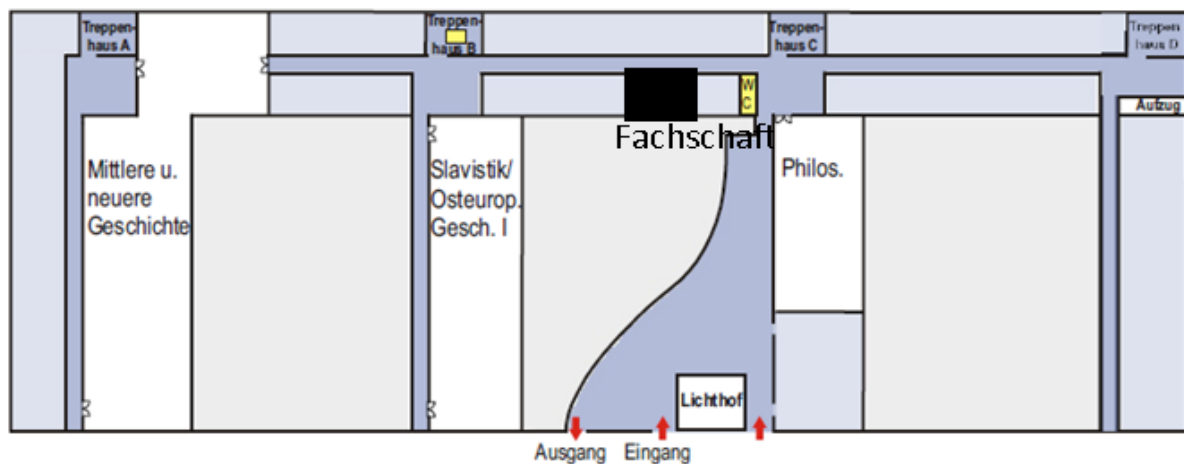 Treppen-
haus A
Treppen-
haus B
Treppen-
haus C
Treppen
haus D
W
C
Aufzug
Fachschaft
Mittlere u.
neuere
Geschichte
Slavistik/
Osteurop.
Gesch. I
Philos.
Lichthof
Ausgang
Eingang